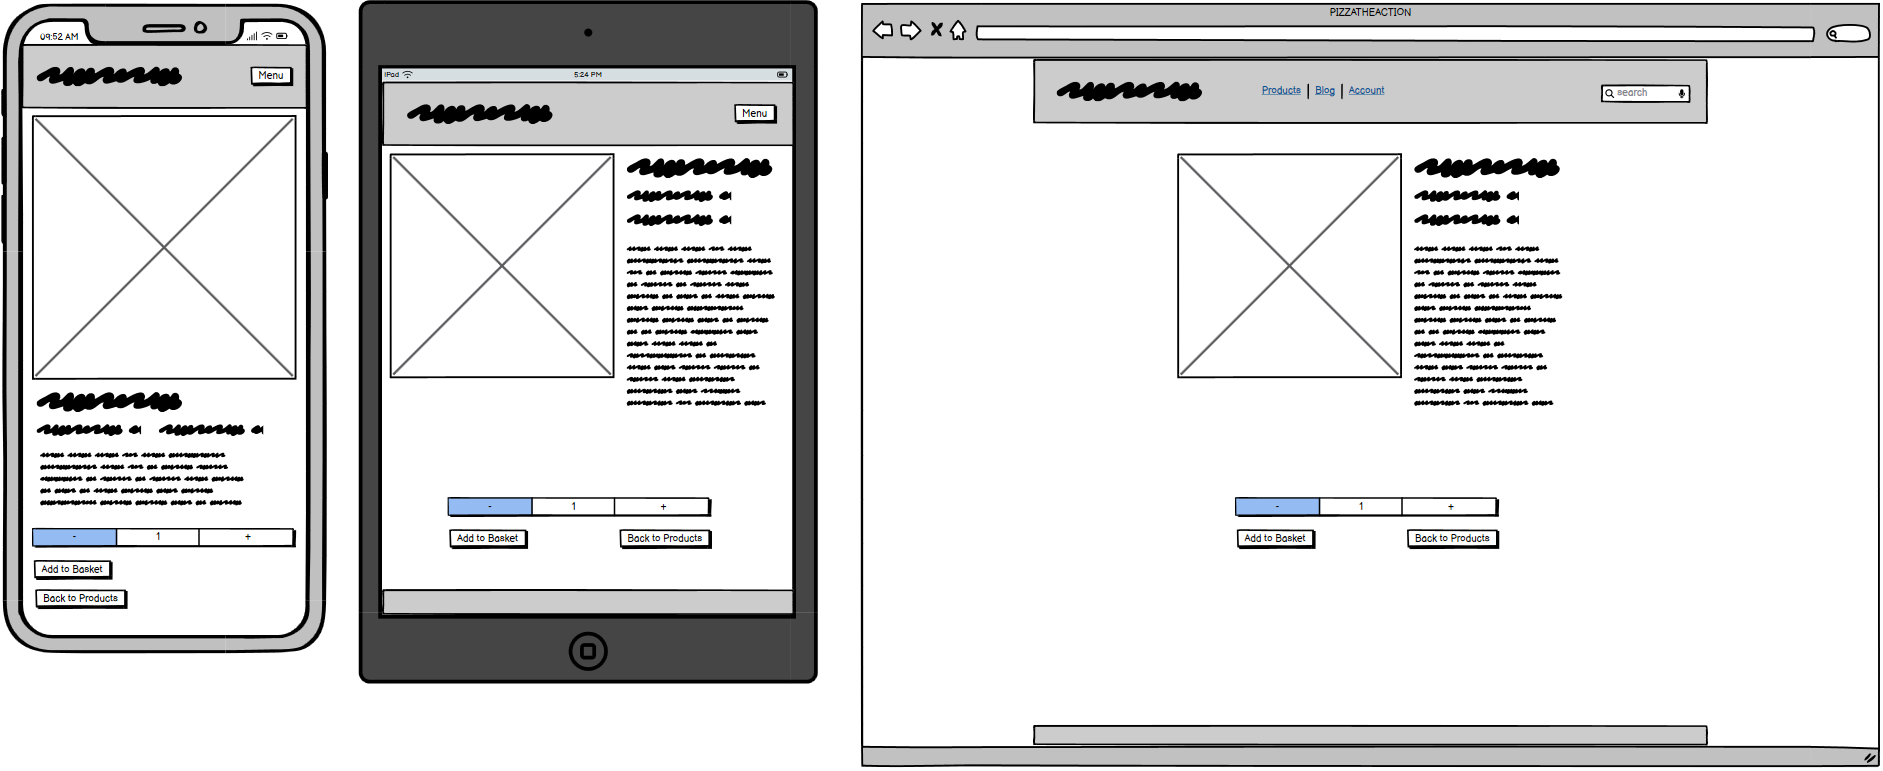 09:52 AM
Menu
- 1 +
Add to Basket
Back to Products
iPad 5:24 PM
Menu
- 1 +
Add to Basket Back to Products
PIZZATHEACTION
Products | Blog | Account search
- 1 +
Add to Basket Back to Products